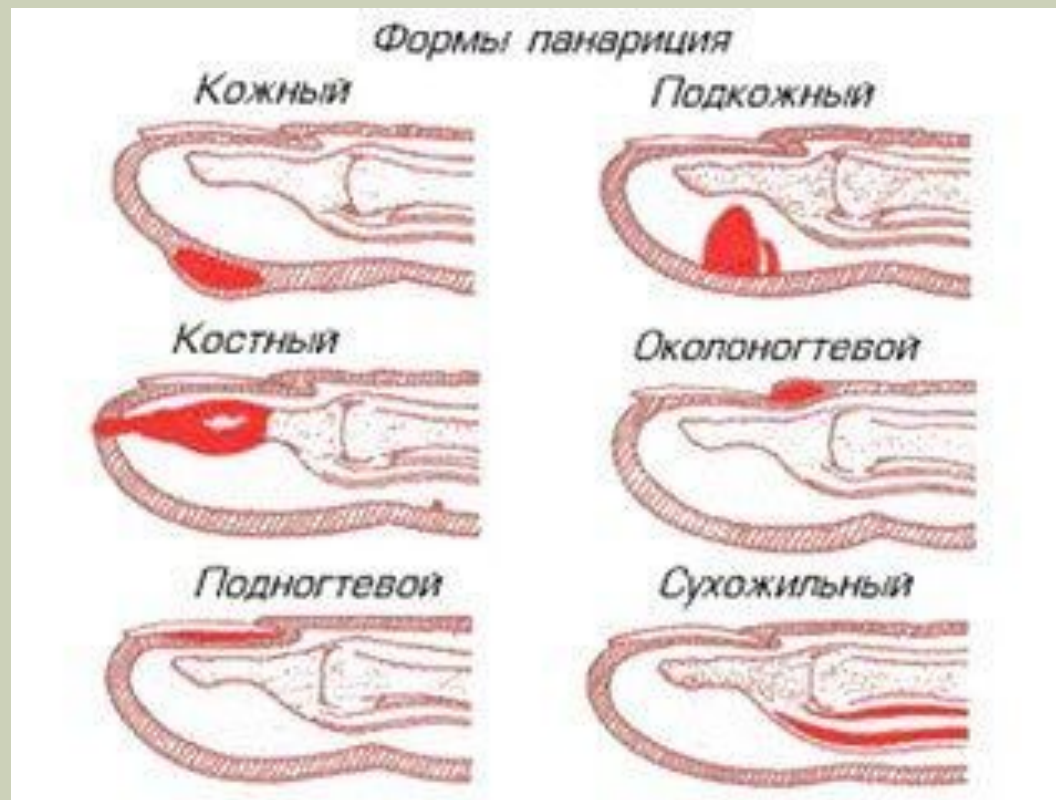 Формы панариция
Кожный
Подкожный
Костный
Околоногтевой
Подногтевой
Сухожильный